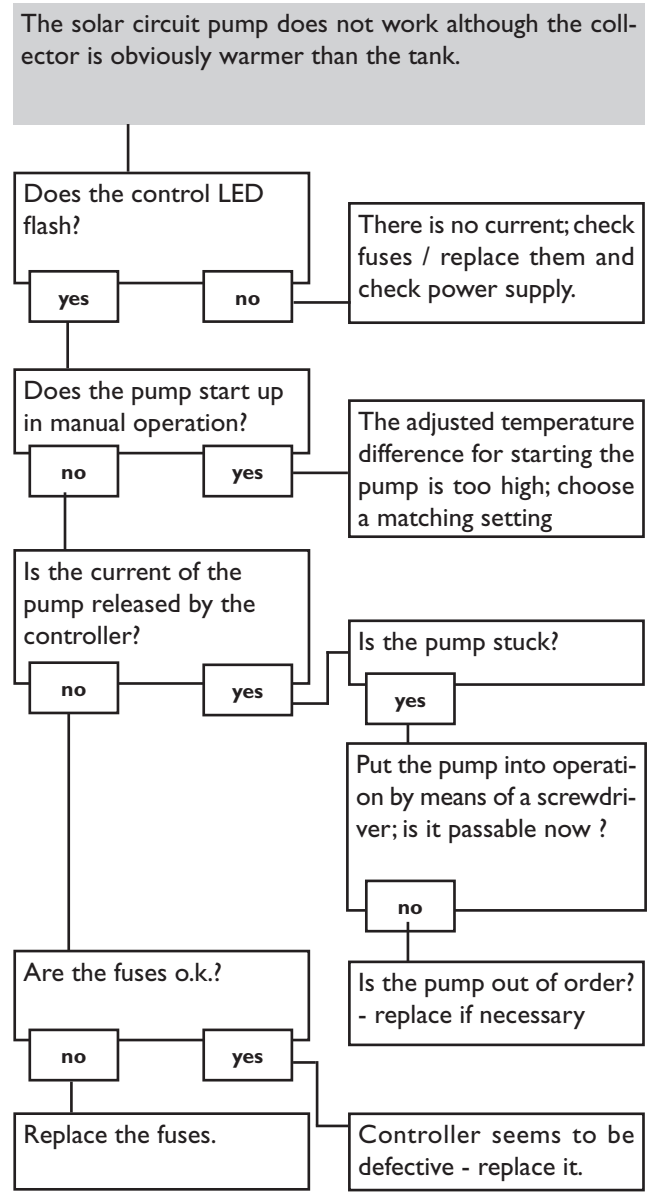 The solar circuit pump does not work although the coll-
ector is obviously warmer than the tank.
Does the control LED
flash?
yes
no
There is no current; check
fuses / replace them and
check power supply.
Does the pump start up
in manual operation?
no
yes
The adjusted temperature
difference for starting the
pump is too high; choose
a matching setting
Is the current of the
pump released by the
controller?
no
yes
Is the pump stuck?
yes
Put the pump into operati-
on by means of a screwdri-
ver; is it passable now ?
no
Is the pump out of order?
- replace if necessary
Are the fuses o.k.?
no
yes
Replace the fuses.
Controller seems to be
defective - replace it.